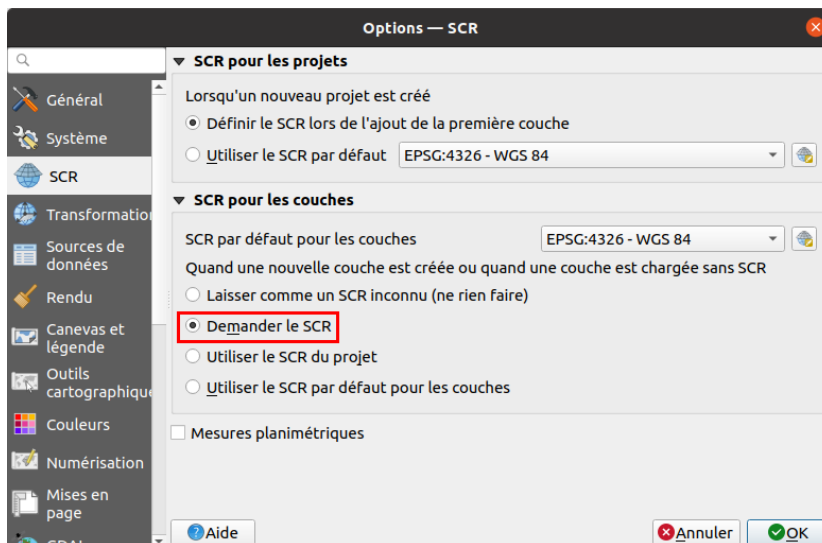 Options — SCR
Général
Système
SCR
Transformation
Sources de
données
Rendu
Canevas et
légende
Outils
cartographique
Couleurs
Numérisation
Mises en
page
SCR pour les projets
Lorsqu'un nouveau projet est créé
Définir le SCR lors de l'ajout de la première couche
Utiliser le SCR par défaut EPSG:4326 - WGS 84
SCR pour les couches
SCR par défaut pour les couches EPSG:4326 - WGS 84
Quand une nouvelle couche est créée ou quand une couche est chargée sans SCR
Laisser comme un SCR inconnu (ne rien faire)
Demander le SCR
Utiliser le SCR du projet
Utiliser le SCR par défaut pour les couches
Mesures planimétriques
Aide
Annuler
OK